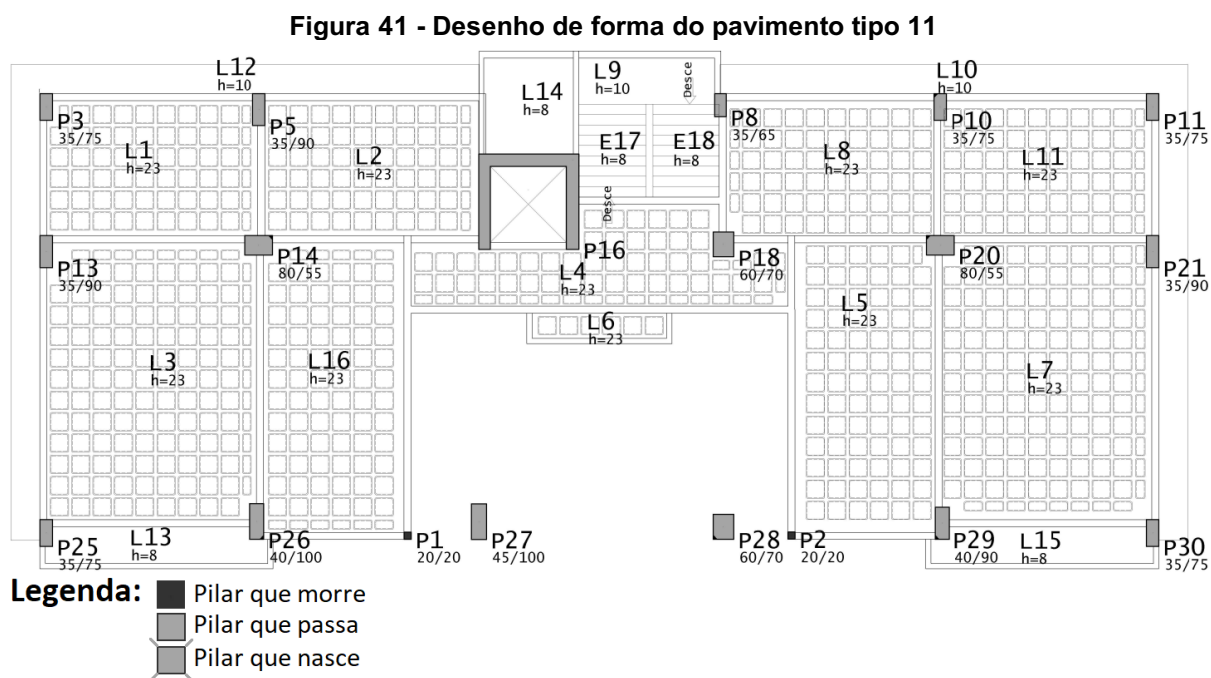 Figura 41 - Desenho de forma do pavimento tipo 11
L12
h=10
L9
h=10
Desce
L10
h=10
L14
h=8
P3
35/75
P5
35/90
P8
35/65
P10
35/75
P11
35/75
L1
h=23
L2
h=23
E17
h=8
E18
h=8
L8
h=23
L11
h=23
Desce
P13
35/90
P14
80/55
P16
P18
60/70
P20
80/55
P21
35/90
L4
h=23
L5
h=23
L6
h=23
L3
h=23
L16
h=23
L7
h=23
P25
35/75
L13
h=8
P26
40/100
P1
20/20
P27
45/100
P28
60/70
P2
20/20
P29
40/90
L15
h=8
P30
35/75
Legenda:
Pilar que morre
Pilar que passa
Pilar que nasce